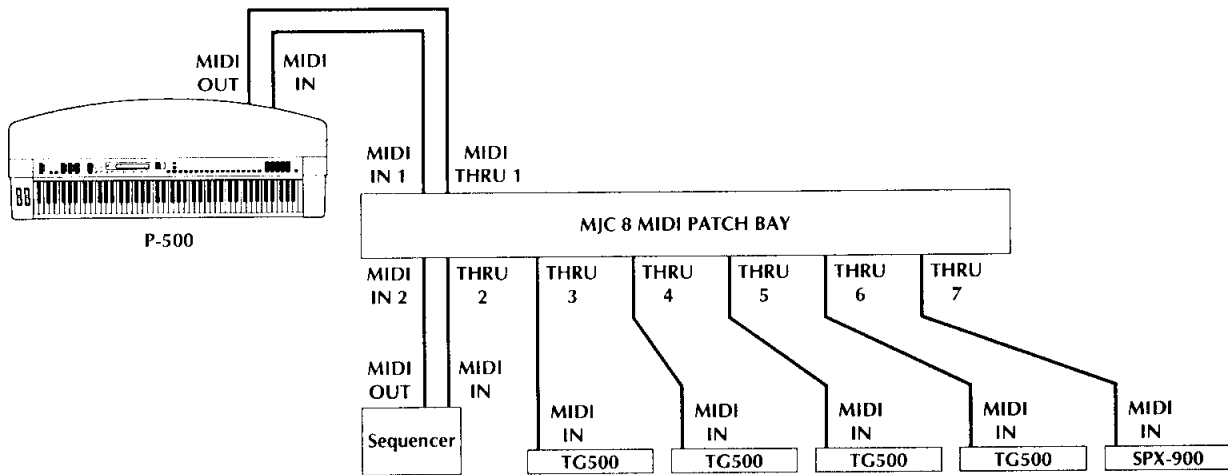 MIDI OUT
MIDI IN
P-500
MIDI IN 1
MIDI THRU 1
MJC 8 MIDI PATCH BAY
MIDI IN 2
THRU 2
THRU 3
THRU 4
THRU 5
THRU 6
THRU 7
MIDI OUT
MIDI IN
Sequencer
MIDI IN
TG500
MIDI IN
TG500
MIDI IN
TG500
MIDI IN
TG500
MIDI IN
SPX-900